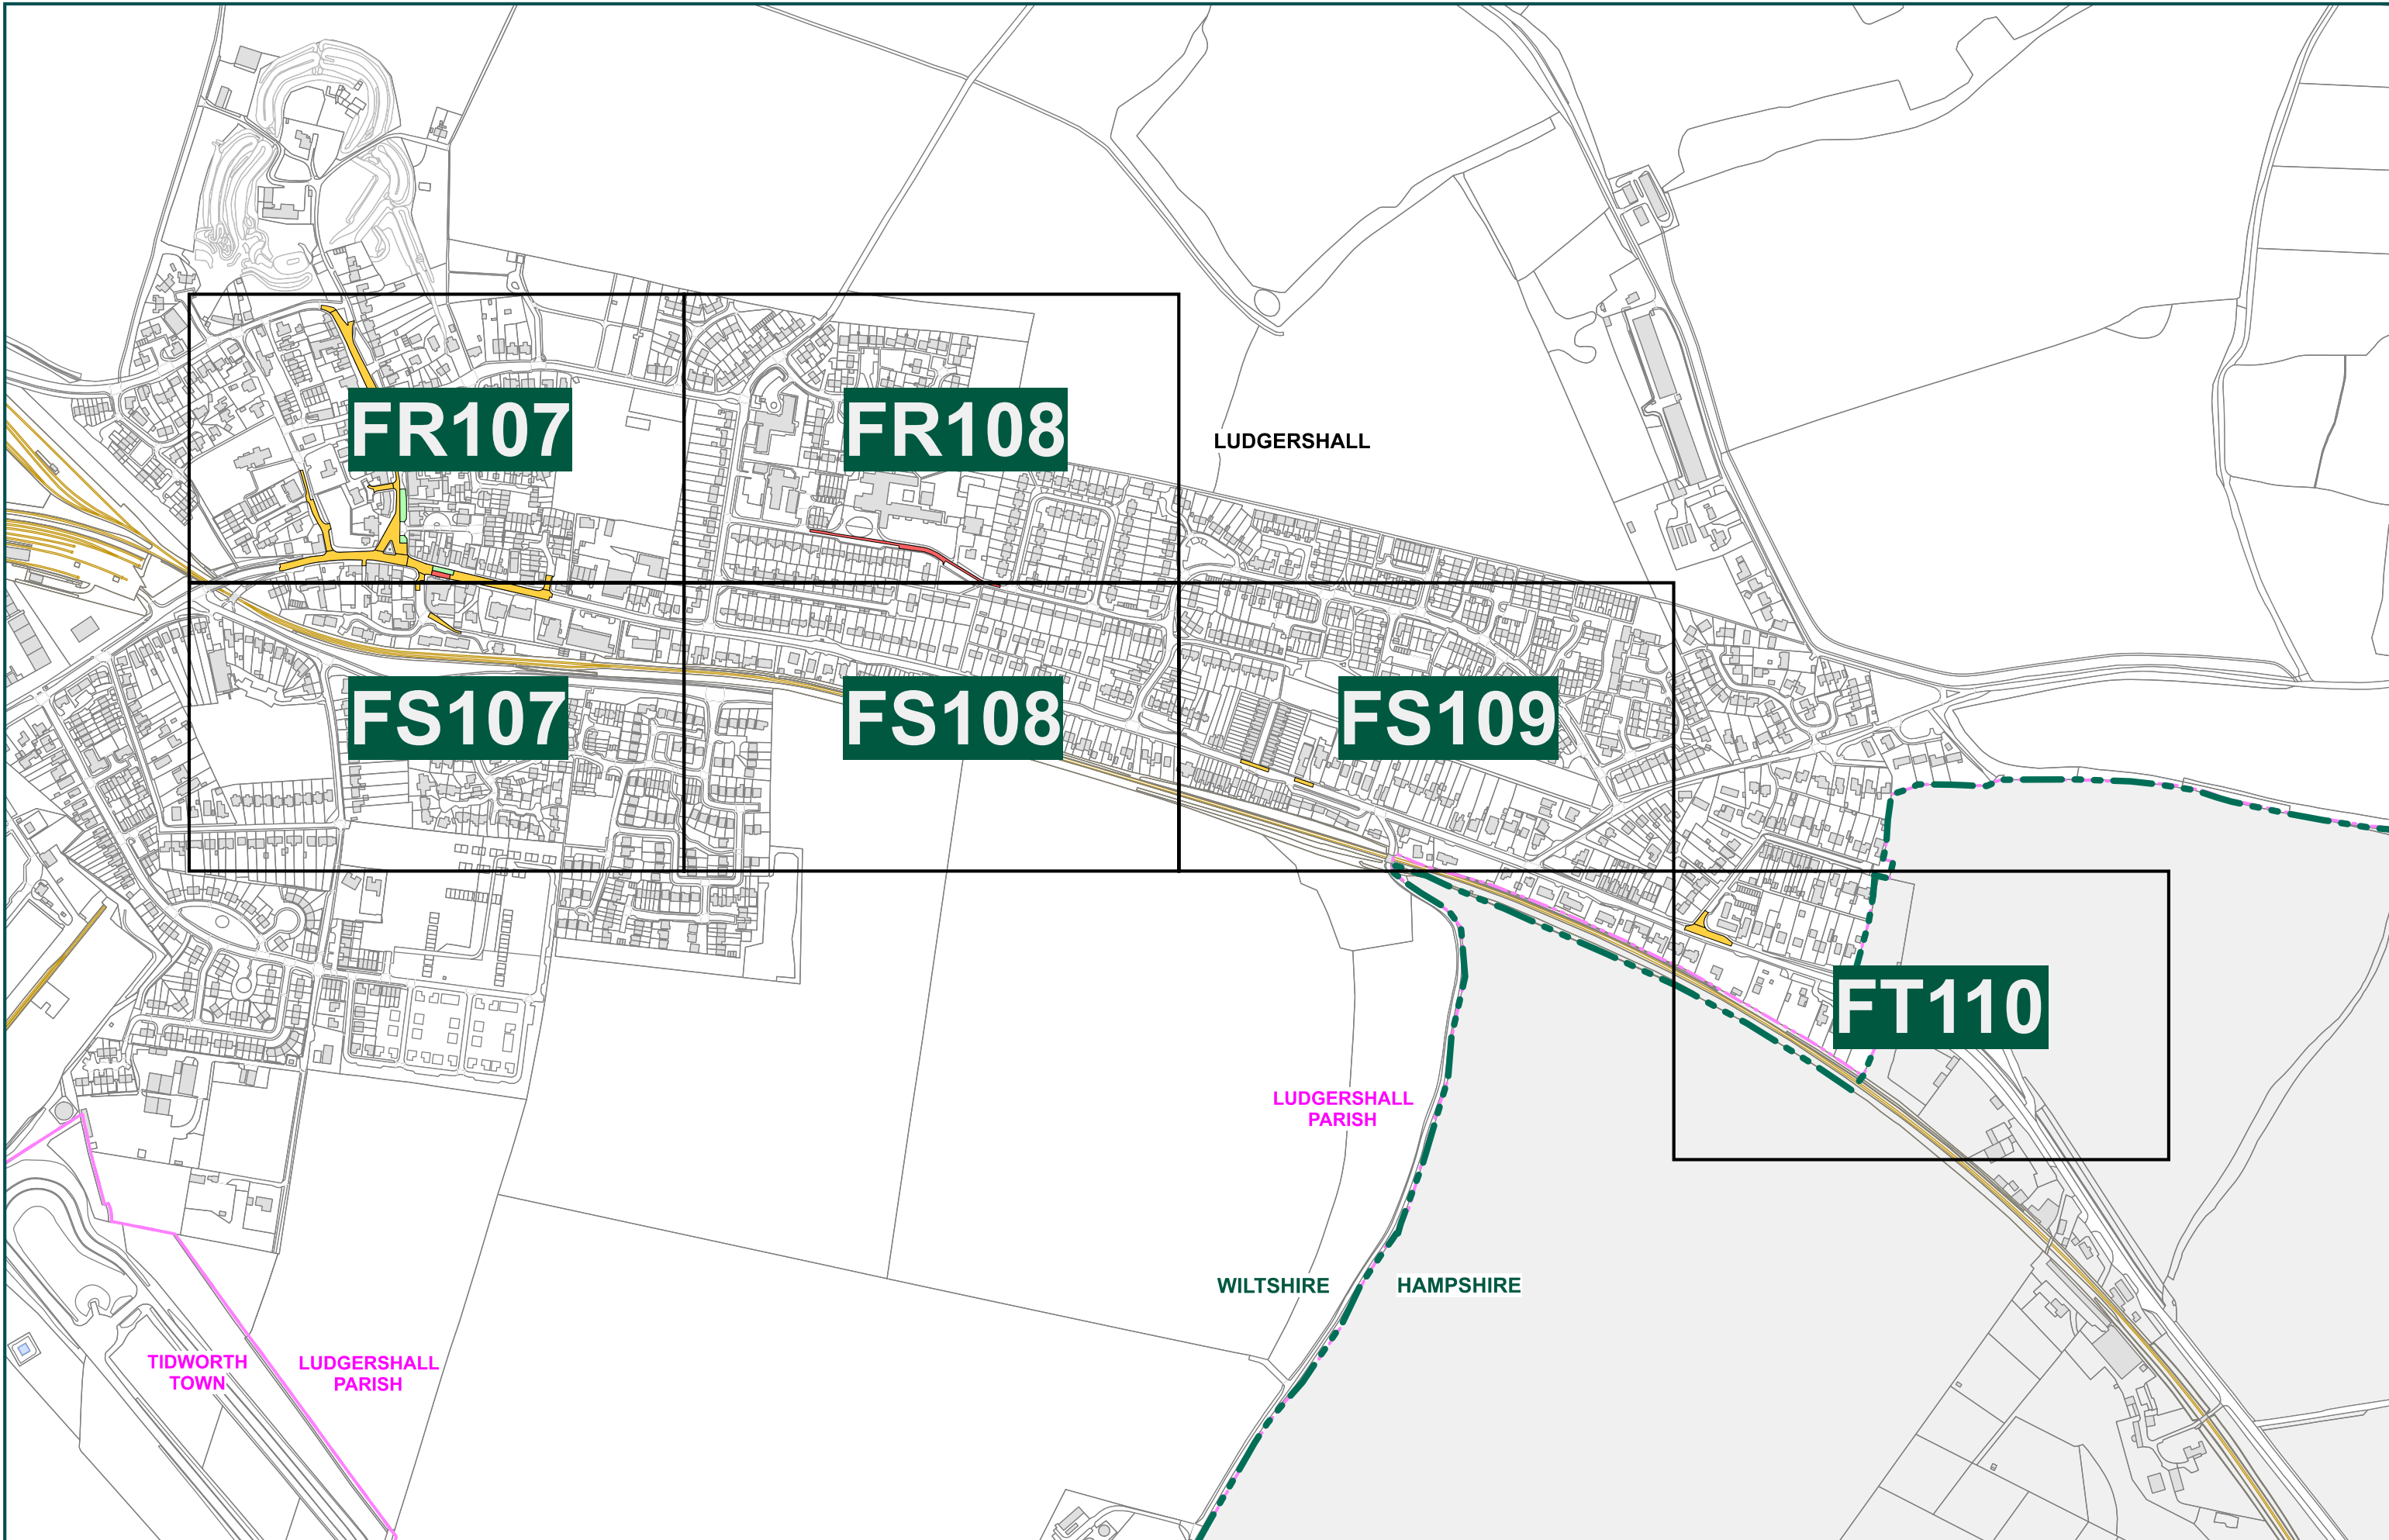 FR107
FR108
LUDGERSHALL
FS107
FS108
FS109
FT110
LUDGERSHALL
PARISH
WILTSHIRE
HAMPSHIRE
TIDWORTH
TOWN
LUDGERSHALL
PARISH